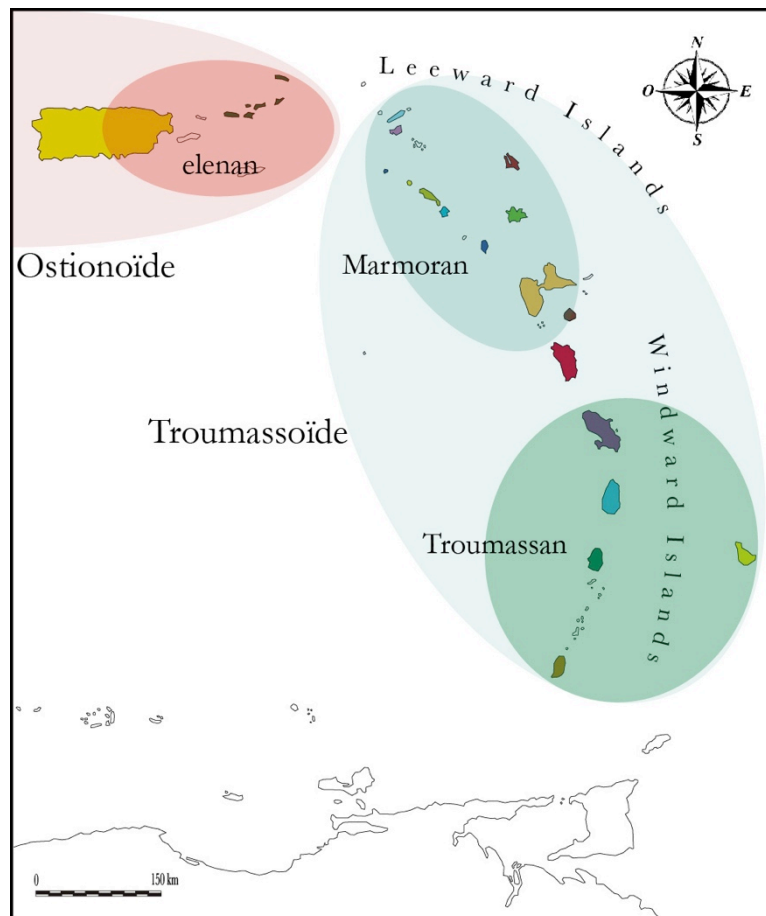 Leeward Islands
N
O E
S
elenan
Ostionoïde
Marmoran
Windward Islands
Troumassoïde
Troumassan
0 150 km